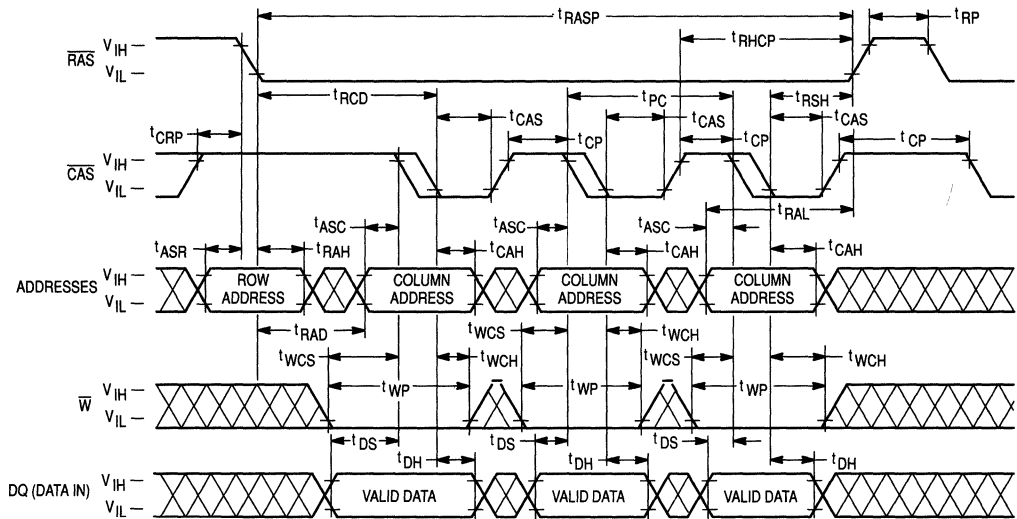 tRASP
tRP
tRHCP
RAS
VIH
VIL
tRCD
tPC
tRSH
tCRP
tCAS
tCP
tCAS
tCP
tCAS
tCP
CAS
VIH
VIL
tASC
tASC
tASC
tRAL
tASR
tRAH
tCAH
tCAH
tCAH
ADDRESSES
VIH
VIL
ROW ADDRESS
COLUMN ADDRESS
COLUMN ADDRESS
COLUMN ADDRESS
tRAD
tWCS
tWCH
tWCS
tWCH
tWCS
tWCH
W
VIH
VIL
tWP
tWP
tWP
tDS
tDS
tDS
tDH
tDH
tDH
DQ (DATA IN)
VIH
VIL
VALID DATA
VALID DATA
VALID DATA